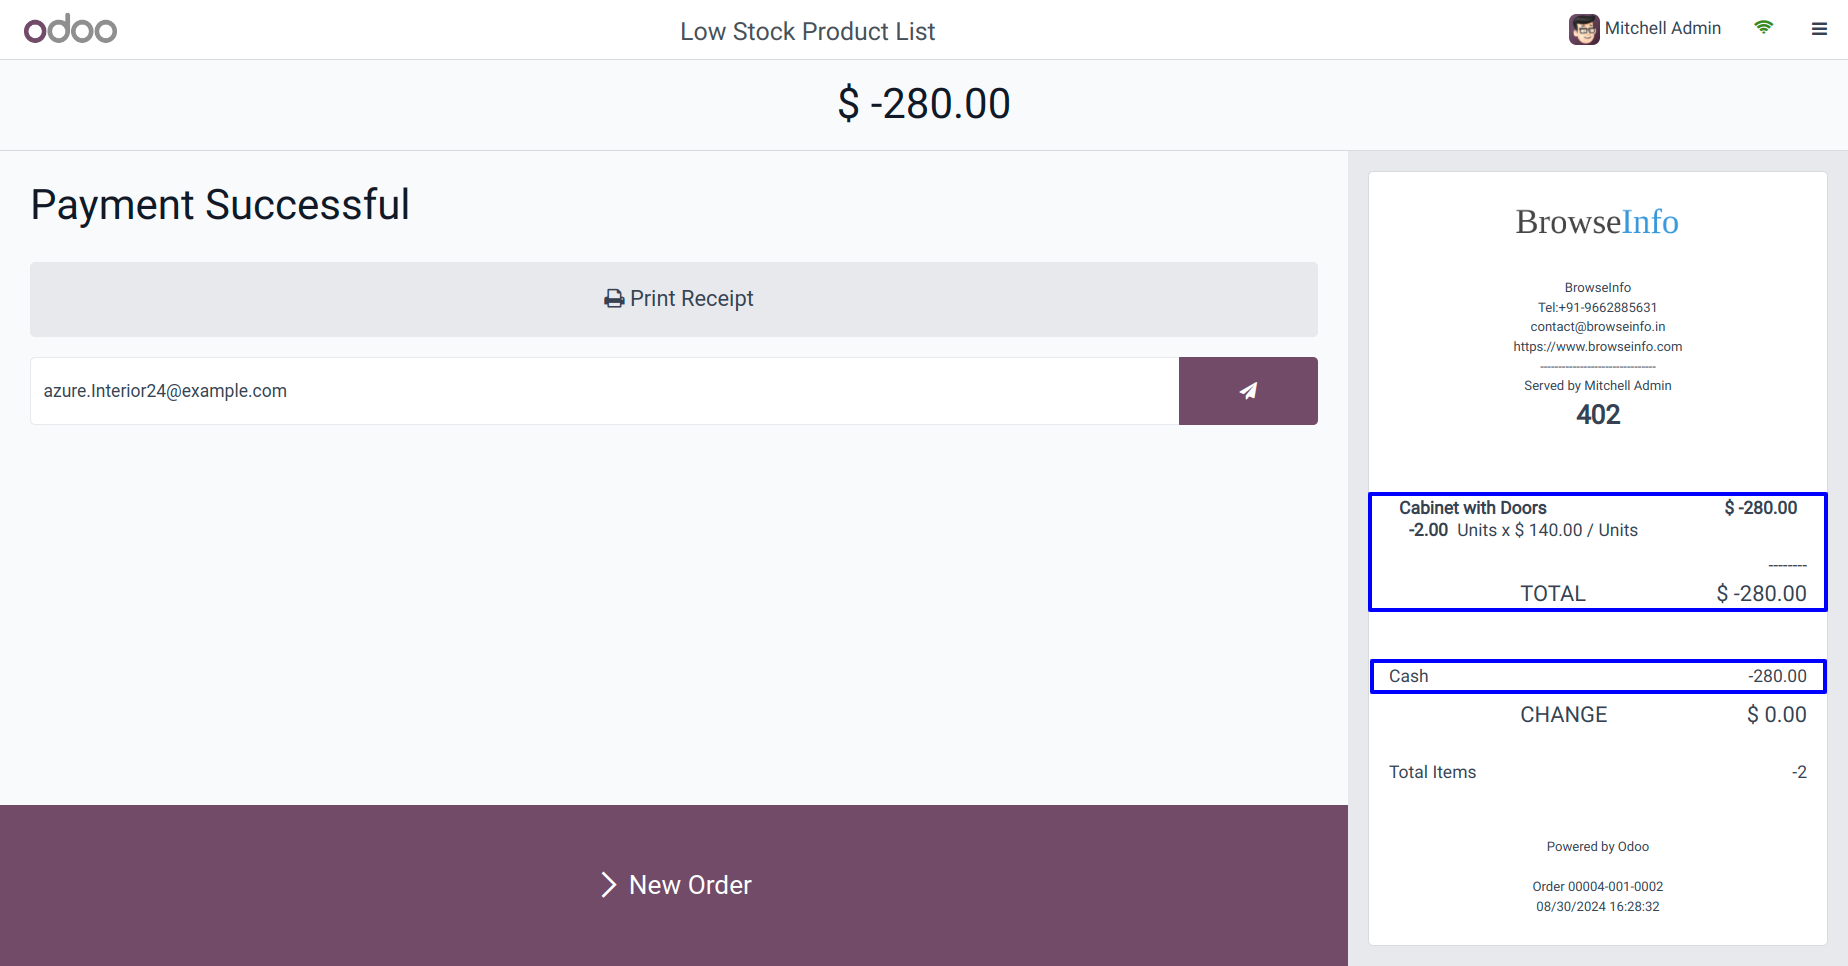 odoo
Low Stock Product List
Mitchell Admin
$ -280.00
Payment Successful
Print Receipt
azure.Interior24@example.com
New Order
BrowseInfo
BrowseInfo
Tel:+91-9662885631
contact@browseinfo.in
https://www.browseinfo.com
--------------------------------
Served by Mitchell Admin
402
Cabinet with Doors $ -280.00
-2.00 Units x $ 140.00 / Units
--------
TOTAL $ -280.00
Cash -280.00
CHANGE $ 0.00
Total Items -2
Powered by Odoo
Order 00004-001-0002
08/30/2024 16:28:32